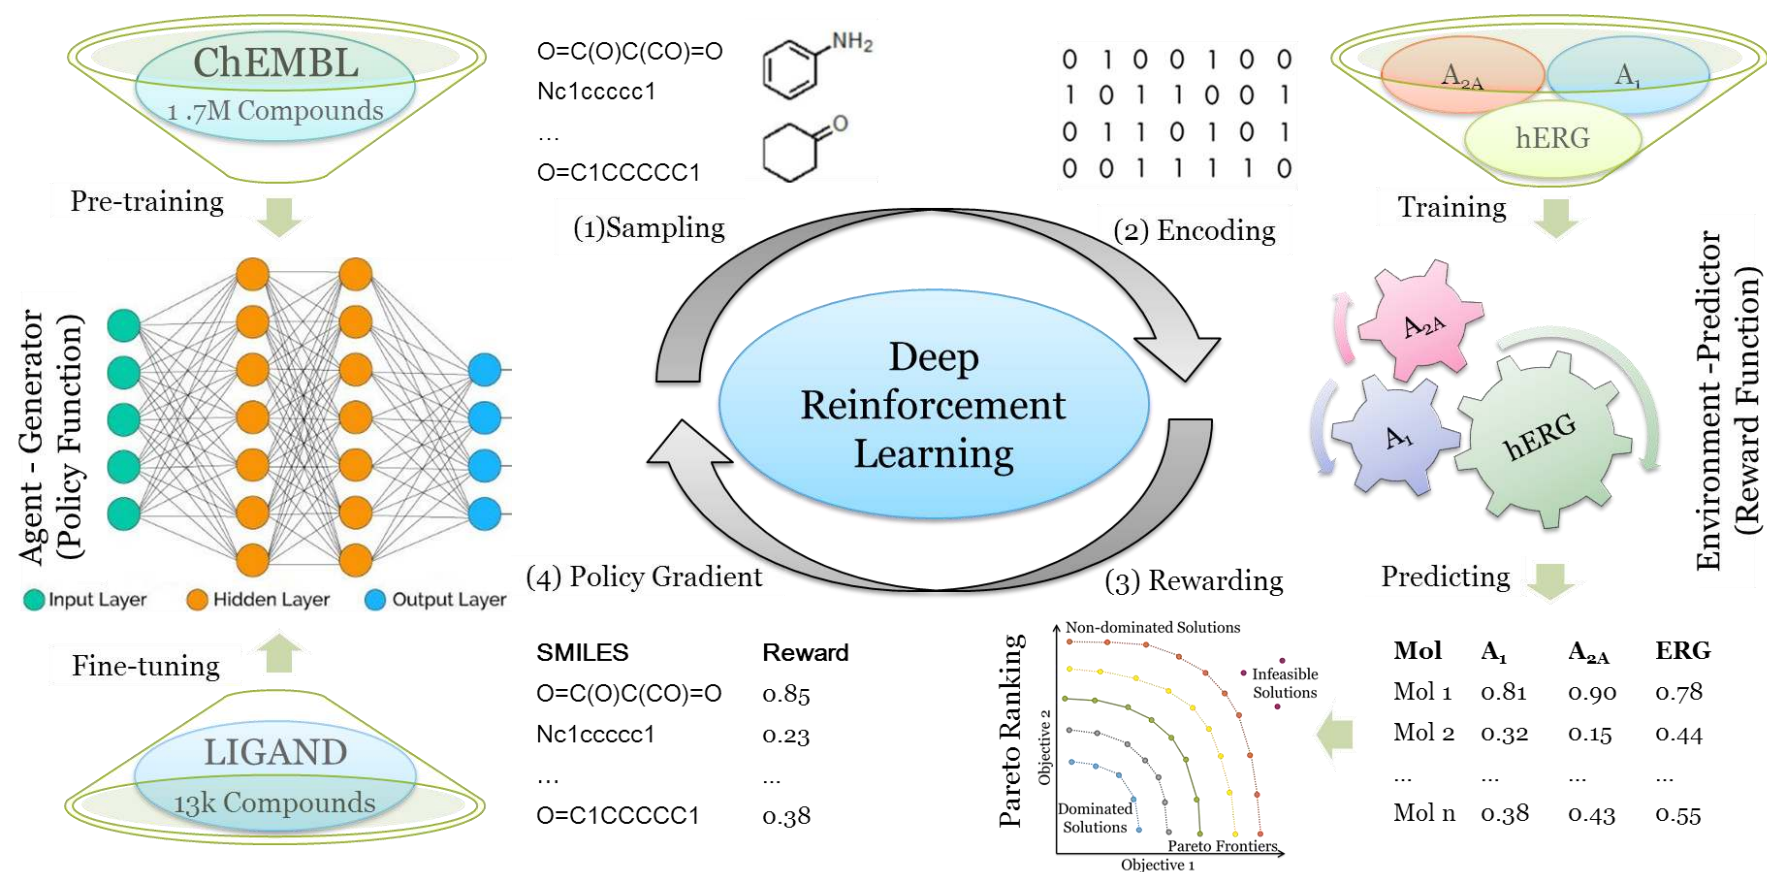 ChEMBL
1 .7M Compounds
Pre-training
Agent - Generator
(Policy Function)
Input Layer
Hidden Layer
Output Layer
Fine-tuning
LIGAND
13k Compounds
O=C(O)C(CO)=O
Nc1ccccc1
...
O=C1CCCCC1
NH2
O
(1)Sampling
0 1 0 0 1 0 0
1 0 1 1 0 0 1
0 1 1 0 1 0 1
0 0 1 1 1 1 0
(2) Encoding
Deep
Reinforcement
Learning
(4) Policy Gradient
(3) Rewarding
A2A
A1
hERG
Training
A2A
A1
hERG
Environment -Predictor
(Reward Function)
Predicting
SMILES Reward
O=C(O)C(CO)=O 0.85
Nc1ccccc1 0.23
... ...
O=C1CCCCC1 0.38
Pareto Ranking
Objective 2
Non-dominated Solutions
Infeasible
Solutions
Dominated
Solutions
Pareto Frontiers
Objective 1
Mol A1 A2A ERG
Mol 1 0.81 0.90 0.78
Mol 2 0.32 0.15 0.44
... ... ... ...
Mol n 0.38 0.43 0.55